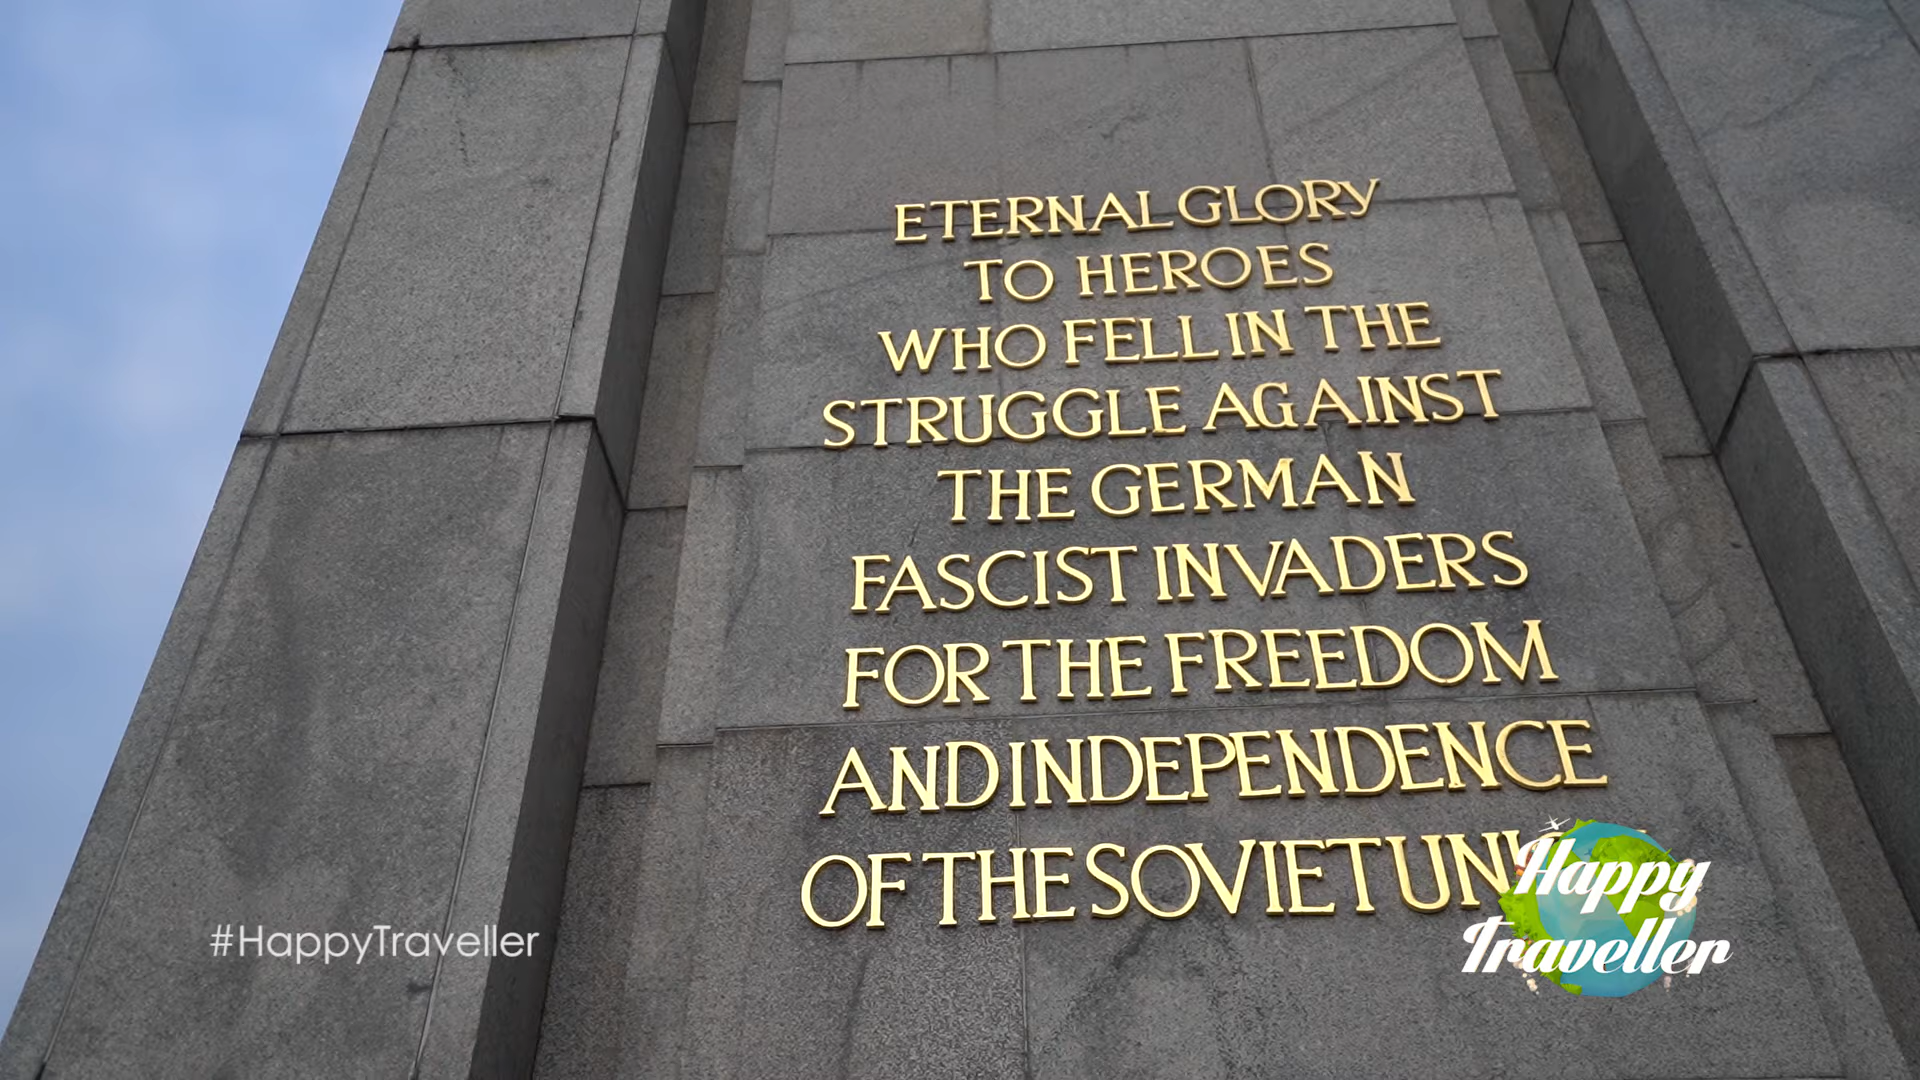 ETERNAL GLORY
TO HEROES
WHO FELL IN THE
STRUGGLE AGAINST
THE GERMAN
FASCIST INVADERS
FOR THE FREEDOM
AND INDEPENDENCE
OF THE SOVIET
#HappyTraveller
Happy
Traveller